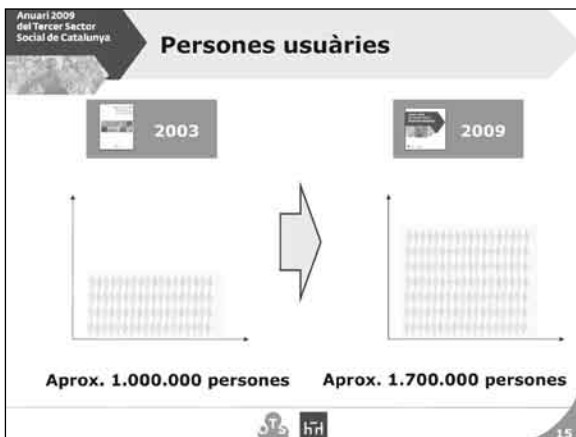 Anuari 2009
del Tercer Sector
Social de Catalunya
Persones usuàries
2003
2009
Aprox. 1.000.000 persones
Aprox. 1.700.000 persones
OTS
15